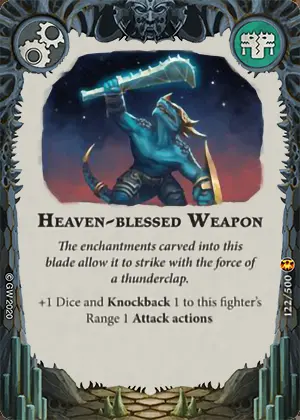 HEAVEN-BLESSED WEAPON
The enchantments carved into this
blade allow it to strike with the force of
a thunderclap.
+1 Dice and Knockback 1 to this fighter's
Range 1 Attack actions
© GW 2020
122/500